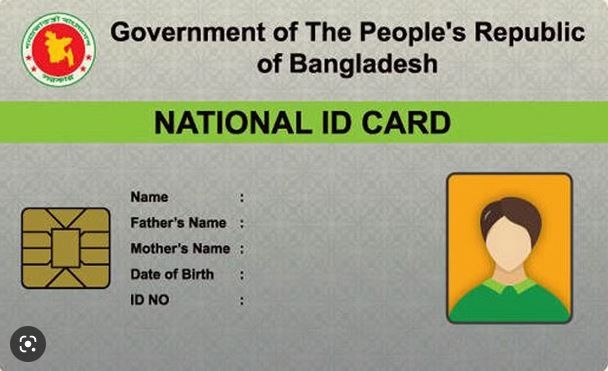 Government of The People's Republic
of Bangladesh
NATIONAL ID CARD
Name :
Father's Name :
Mother's Name :
Date of Birth :
ID NO :